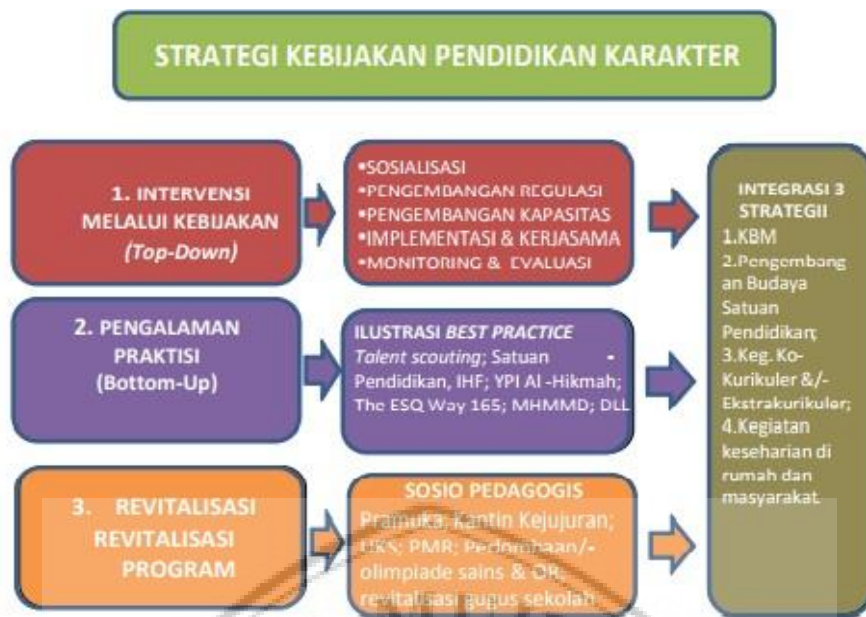 STRATEGI KEBIJAKAN PENDIDIKAN KARAKTER
1. INTERVENSI
MELALUI KEBIJAKAN
(Top-Down)
•SOSIALISASI
•PENGEMBANGAN REGULASI
•PENGEMBANGAN KAPASITAS
•IMPLEMENTASI & KERJASAMA
•MONITORING & EVALUASI
2. PENGALAMAN
PRAKTISI
(Bottom-Up)
ILUSTRASI BEST PRACTICE
Talent scouting; Satuan -
Pendidikan, IHF; YPI Al -Hikmah;
The ESQ Way 165; MHMMD; DLL
3. REVITALISASI
REVITALISASI
PROGRAM
SOSIO PEDAGOGIS
Pramuka; Kantin Kejujuran;
UKS; PMR; Perlombaan/-
olimpiade sains & OR;
revitalisasi gugus sekolah
INTEGRASI 3
STRATEGII
1.KBM
2.Pengembang
an Budaya
Satuan
Pendidikan;
3.Keg. Ko-
Kurikuler &/-
Ekstrakurikuler;
4.Kegiatan
keseharian di
rumah dan
masyarakat